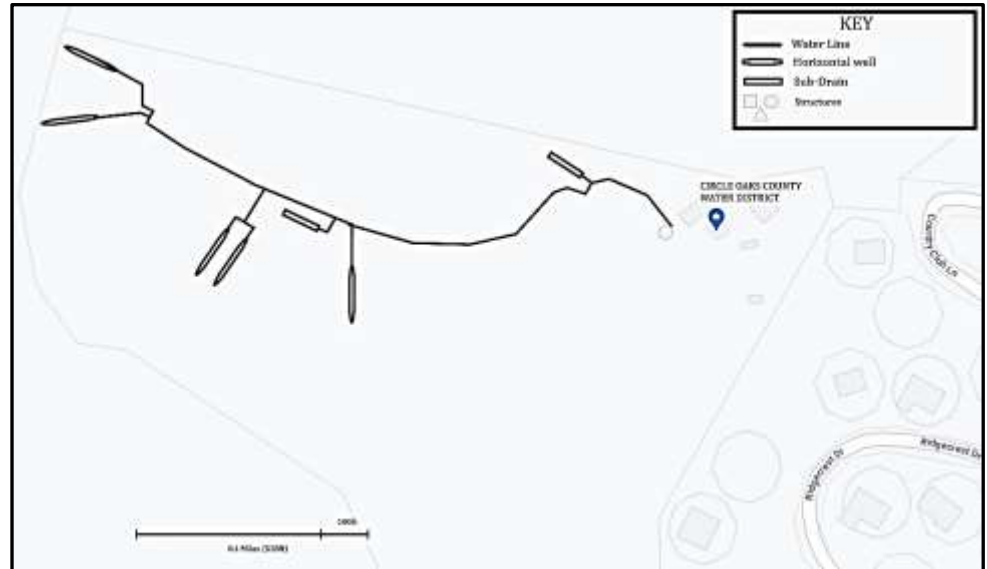 KEY
Water Line
Horizontal well
Sub-Drain
Structures
CIRCLE OAKS COUNTY
WATER DISTRICT
Country Club Ln
Ridgecrest Dr
Ridgecrest Dr